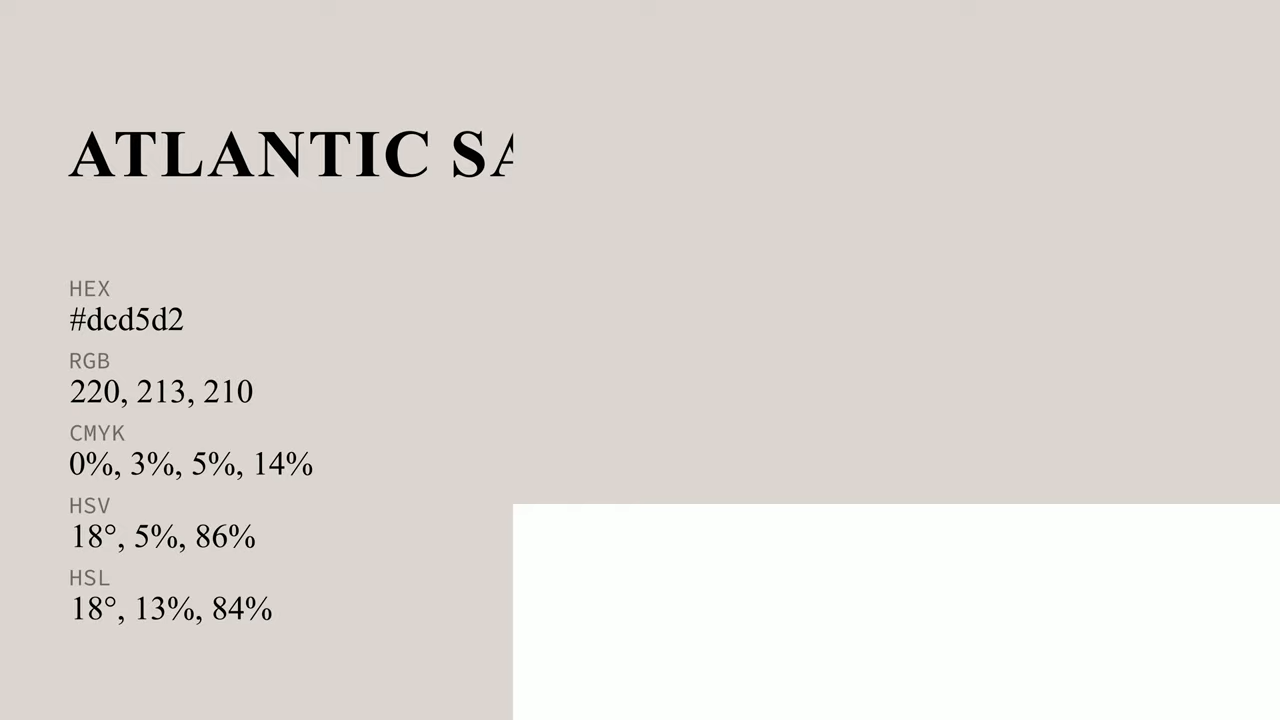 ATLANTIC SA
HEX
#dcd5d2
RGB
220, 213, 210
CMYK
0%, 3%, 5%, 14%
HSV
18°, 5%, 86%
HSL
18°, 13%, 84%